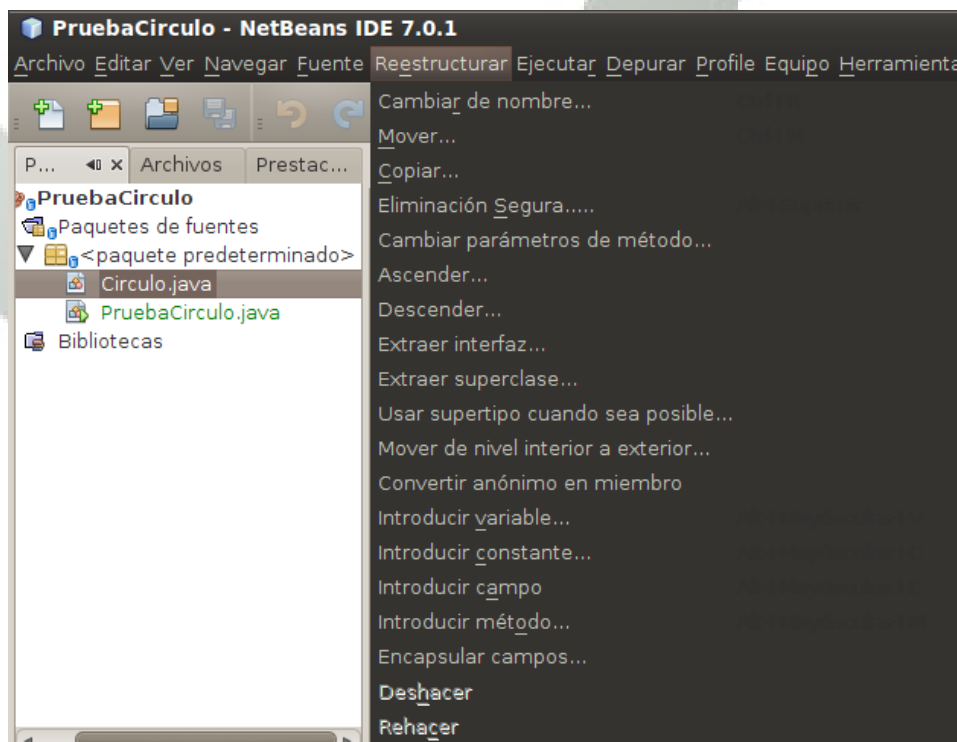 PruebaCirculo - NetBeans IDE 7.0.1
Archivo Editar Ver Navegar Fuente Reestructurar Ejecutar Depurar Profile Equipo Herramienta
P... Archivos Prestac...
PruebaCirculo
Paquetes de fuentes
<paquete predeterminado>
Circulo.java
PruebaCirculo.java
Bibliotecas
Cambiar de nombre...
Mover...
Copiar...
Eliminación Segura.....
Cambiar parámetros de método...
Ascender...
Descender...
Extraer interfaz...
Extraer superclase...
Usar supertipo cuando sea posible...
Mover de nivel interior a exterior...
Convertir anónimo en miembro
Introducir variable...
Introducir constante...
Introducir campo
Introducir método...
Encapsular campos...
Deshacer
Rehacer